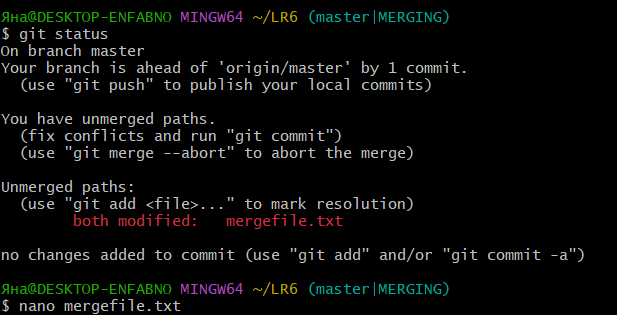 Яна@DESKTOP-ENFABNO MINGW64 ~/LR6 (master|MERGING)
$ git status
On branch master
Your branch is ahead of 'origin/master' by 1 commit.
  (use "git push" to publish your local commits)

You have unmerged paths.
  (fix conflicts and run "git commit")
  (use "git merge --abort" to abort the merge)

Unmerged paths:
  (use "git add <file>..." to mark resolution)
        both modified:   mergefile.txt

no changes added to commit (use "git add" and/or "git commit -a")

Яна@DESKTOP-ENFABNO MINGW64 ~/LR6 (master|MERGING)
$ nano mergefile.txt